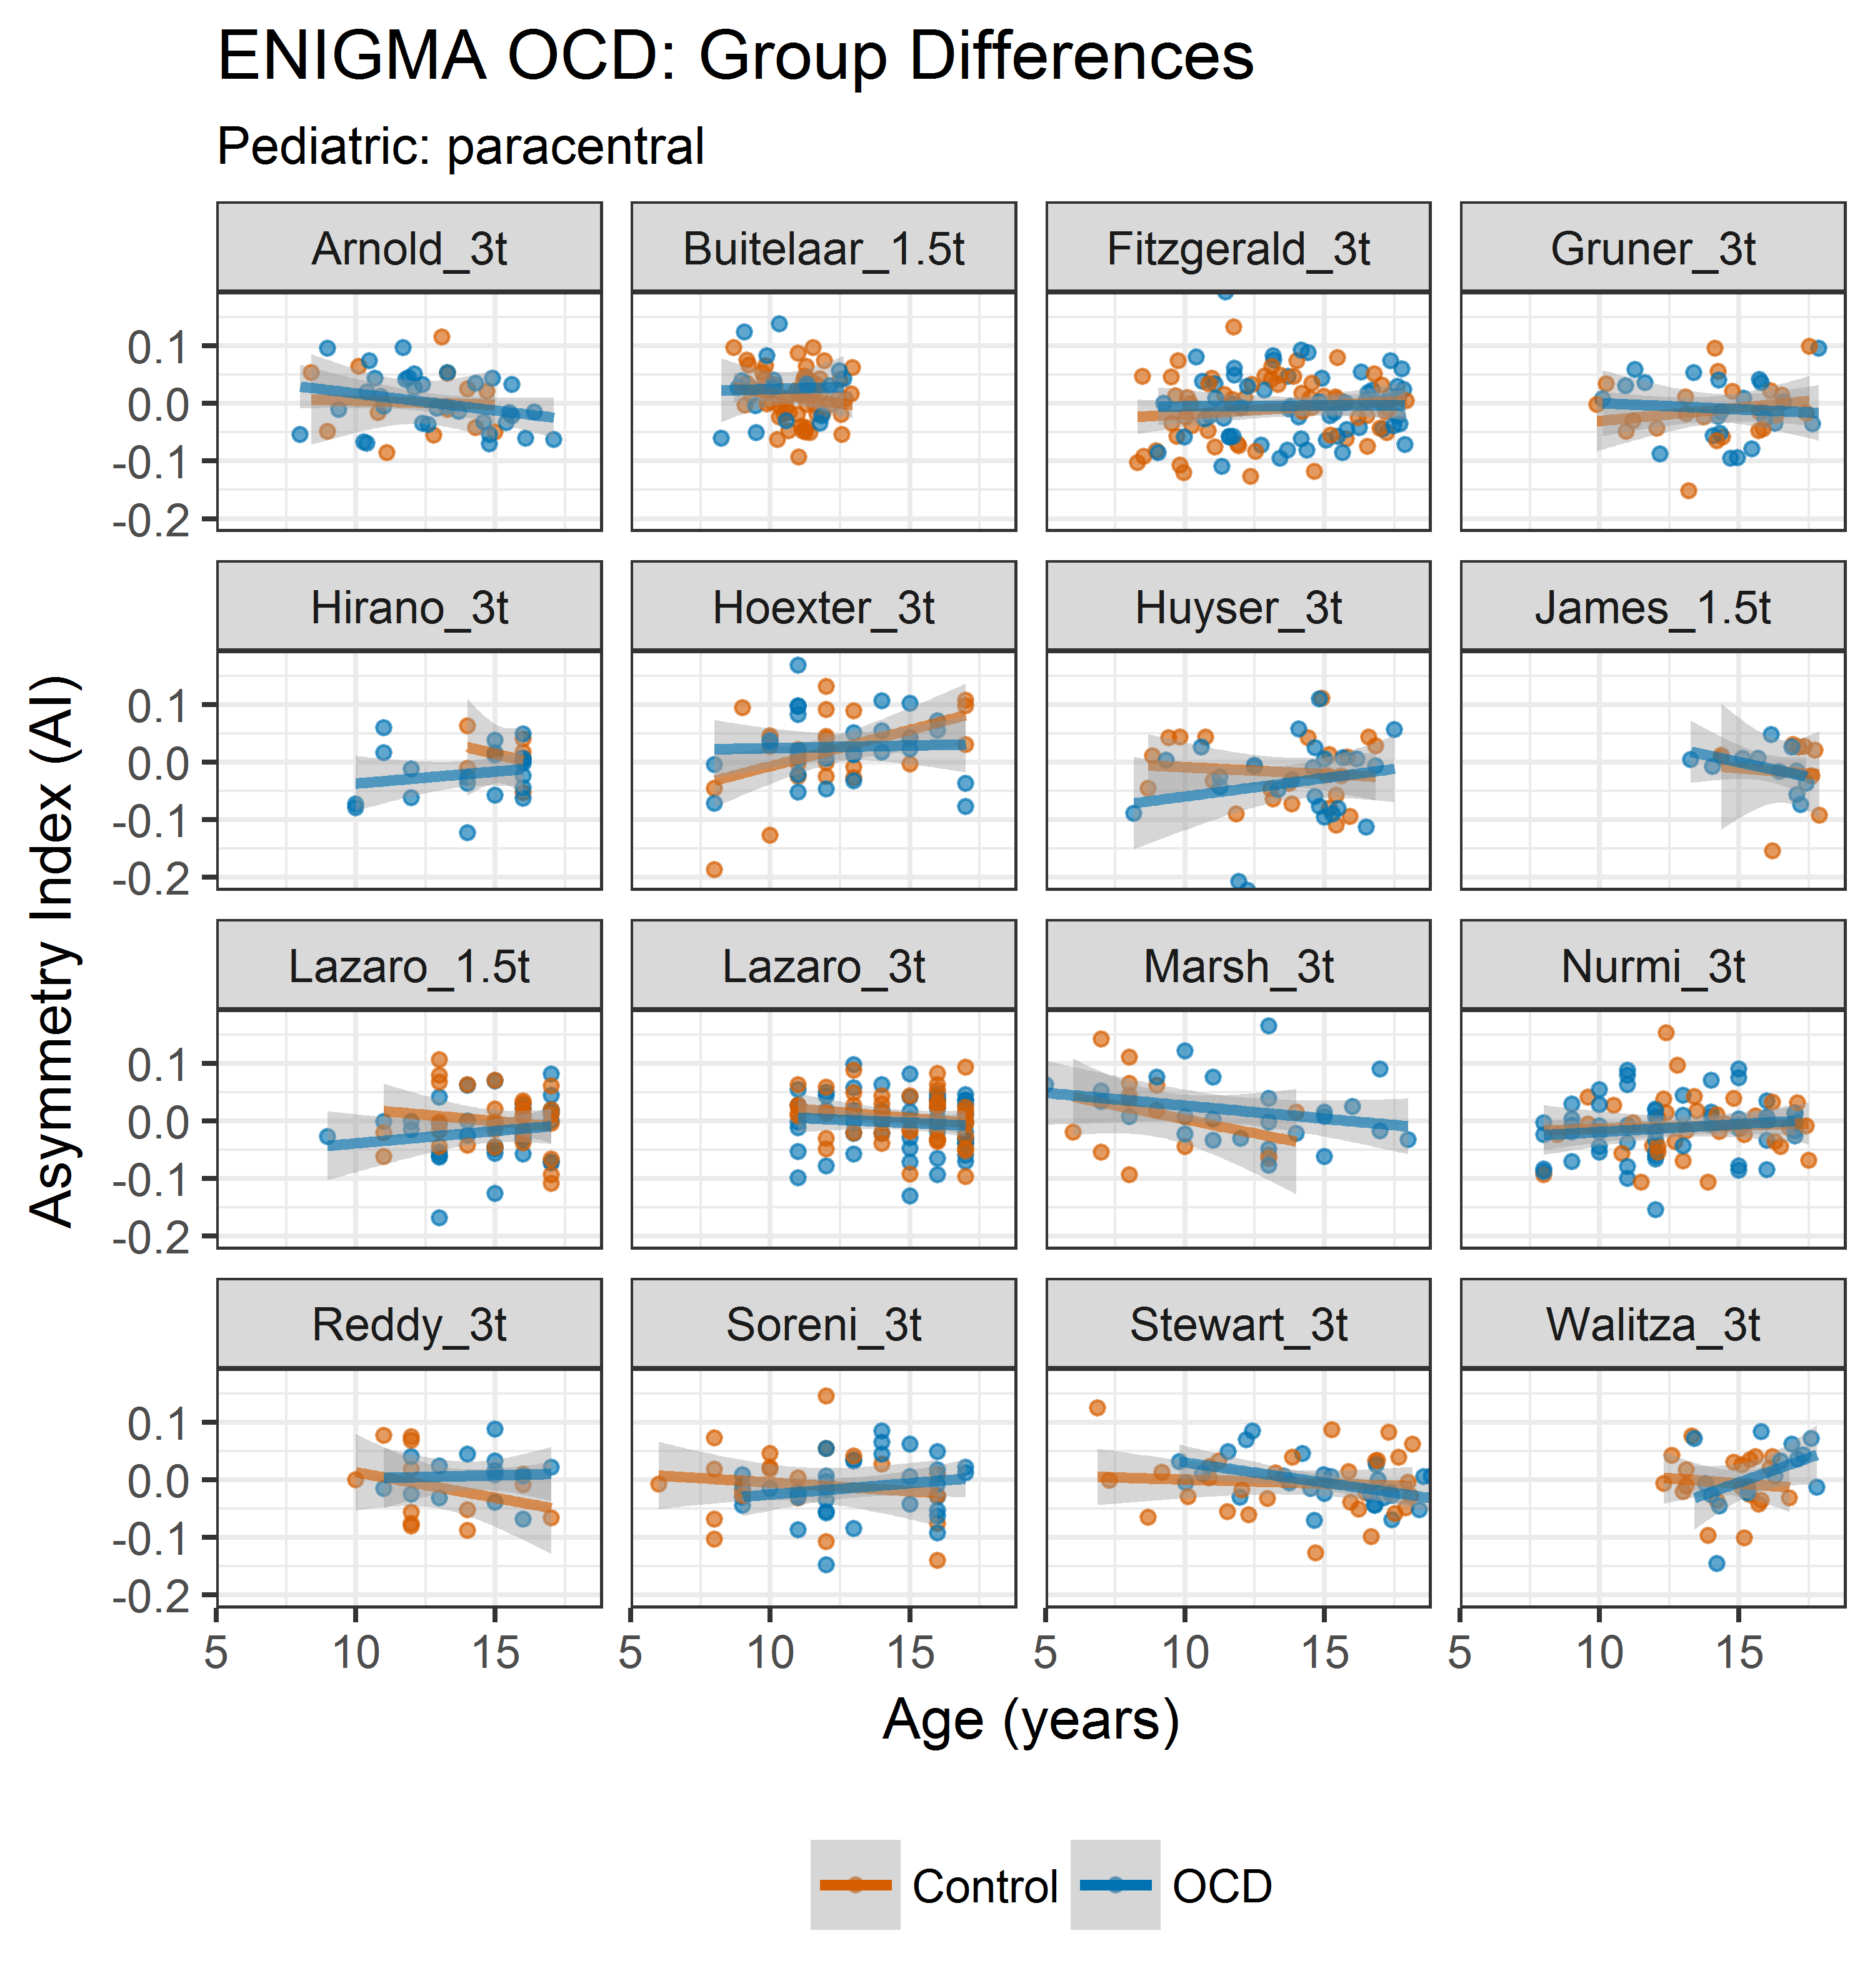 ENIGMA OCD: Group Differences
Pediatric: paracentral
Arnold_3t Buitelaar_1.5t Fitzgerald_3t Gruner_3t
0.1
0.0
-0.1
-0.2
Hirano_3t Hoexter_3t Huyser_3t James_1.5t
0.1
0.0
-0.1
-0.2
Lazaro_1.5t Lazaro_3t Marsh_3t Nurmi_3t
0.1
0.0
-0.1
-0.2
Reddy_3t Soreni_3t Stewart_3t Walitza_3t
0.1
0.0
-0.1
-0.2
5 10 15 5 10 15 5 10 15 5 10 15
Asymmetry Index (AI)
Age (years)
Control OCD